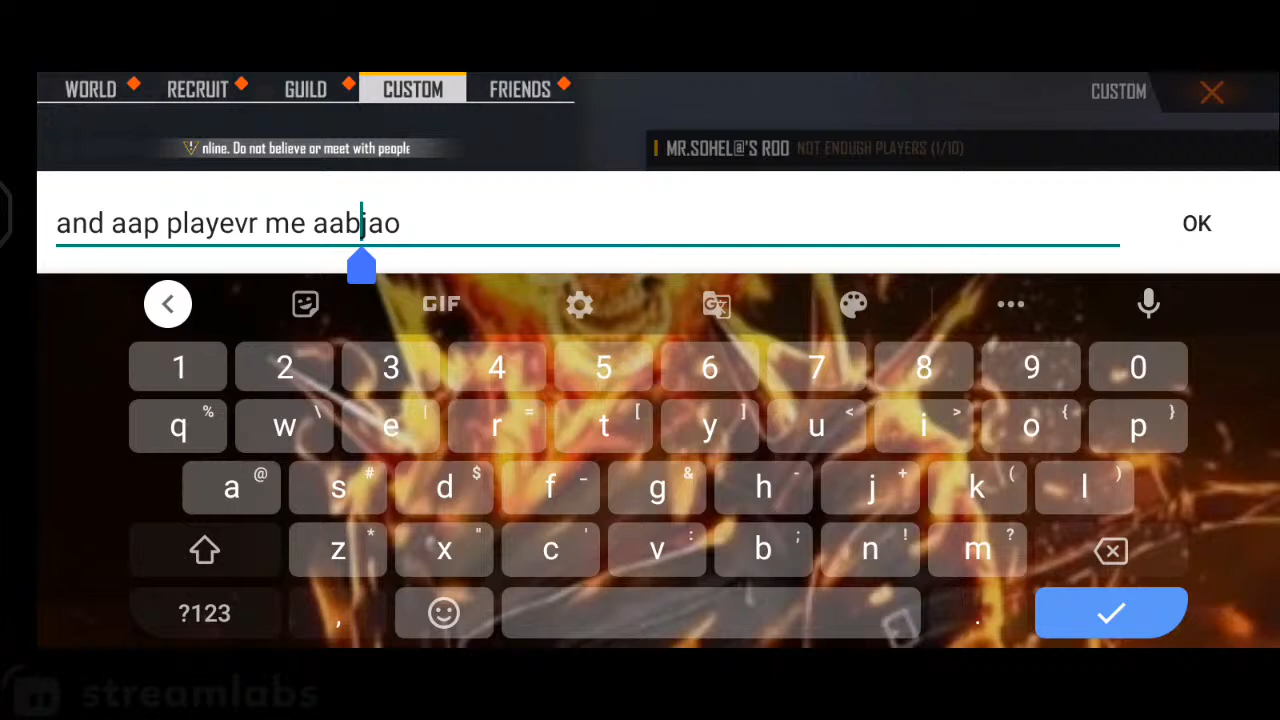 WORLD RECRUIT GUILD CUSTOM FRIENDS CUSTOM
nline. Do not believe or meet with people
MR.SOHEL@'S ROO NOT ENOUGH PLAYERS (1/10)
and aap playevr me aabjao OK
GIF
1 2 3 4 5 6 7 8 9 0
q % w \ e | r = t [ y ] u < i > o { p }
a @ s # d $ f _ g & h - j + k ( l )
z * x " c ' v : b ; n ! m ?
?123 , .
streamlabs